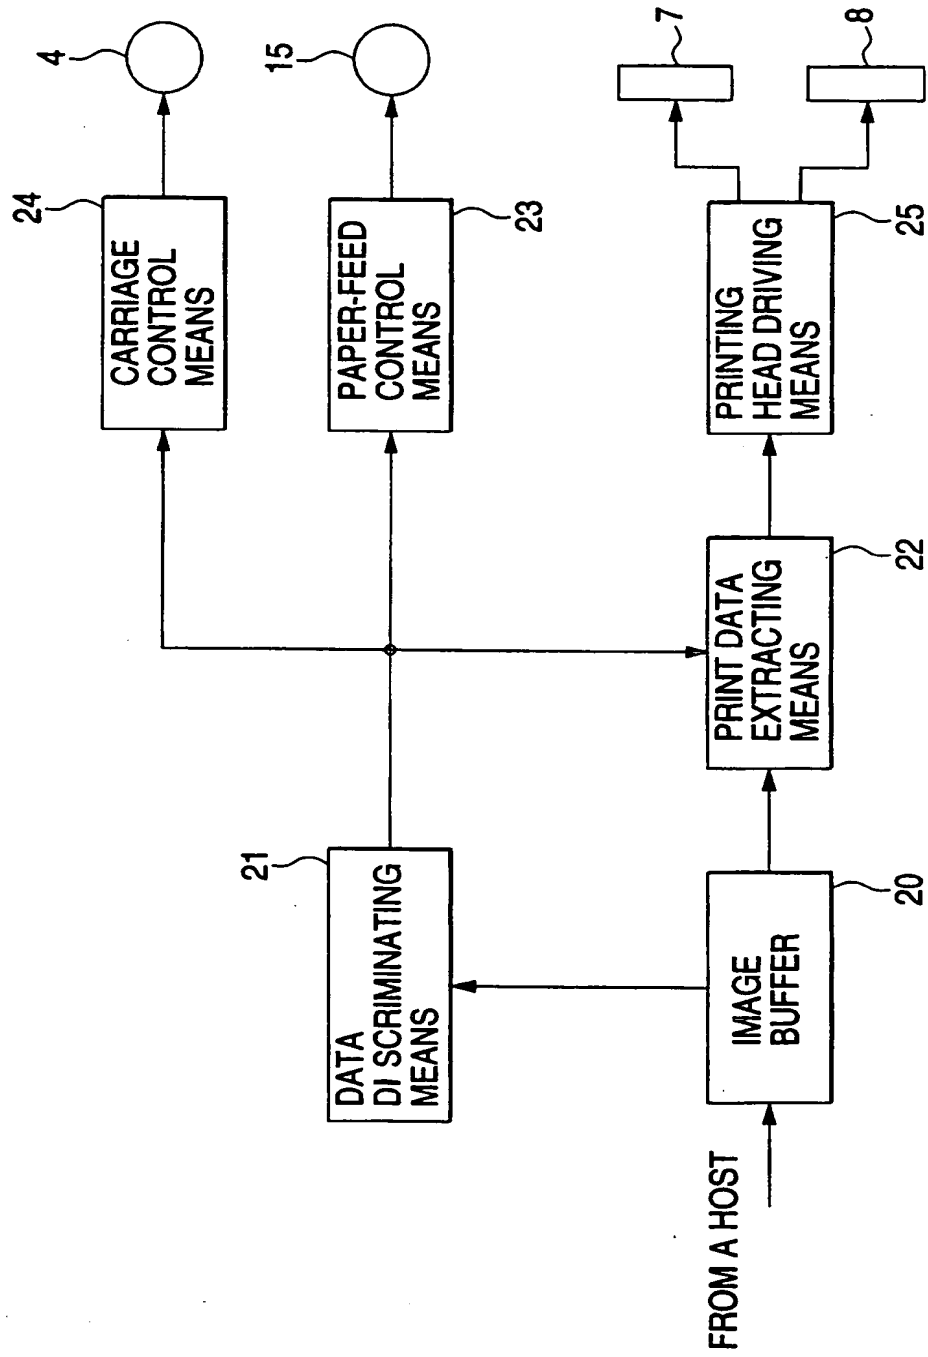 4
24
CARRIAGE
CONTROL
MEANS
15
23
PAPER-FEED
CONTROL
MEANS
7
8
25
PRINTING
HEAD DRIVING
MEANS
22
PRINT DATA
EXTRACTING
MEANS
21
DATA
DI SCRIMINATING
MEANS
20
IMAGE
BUFFER
FROM A HOST